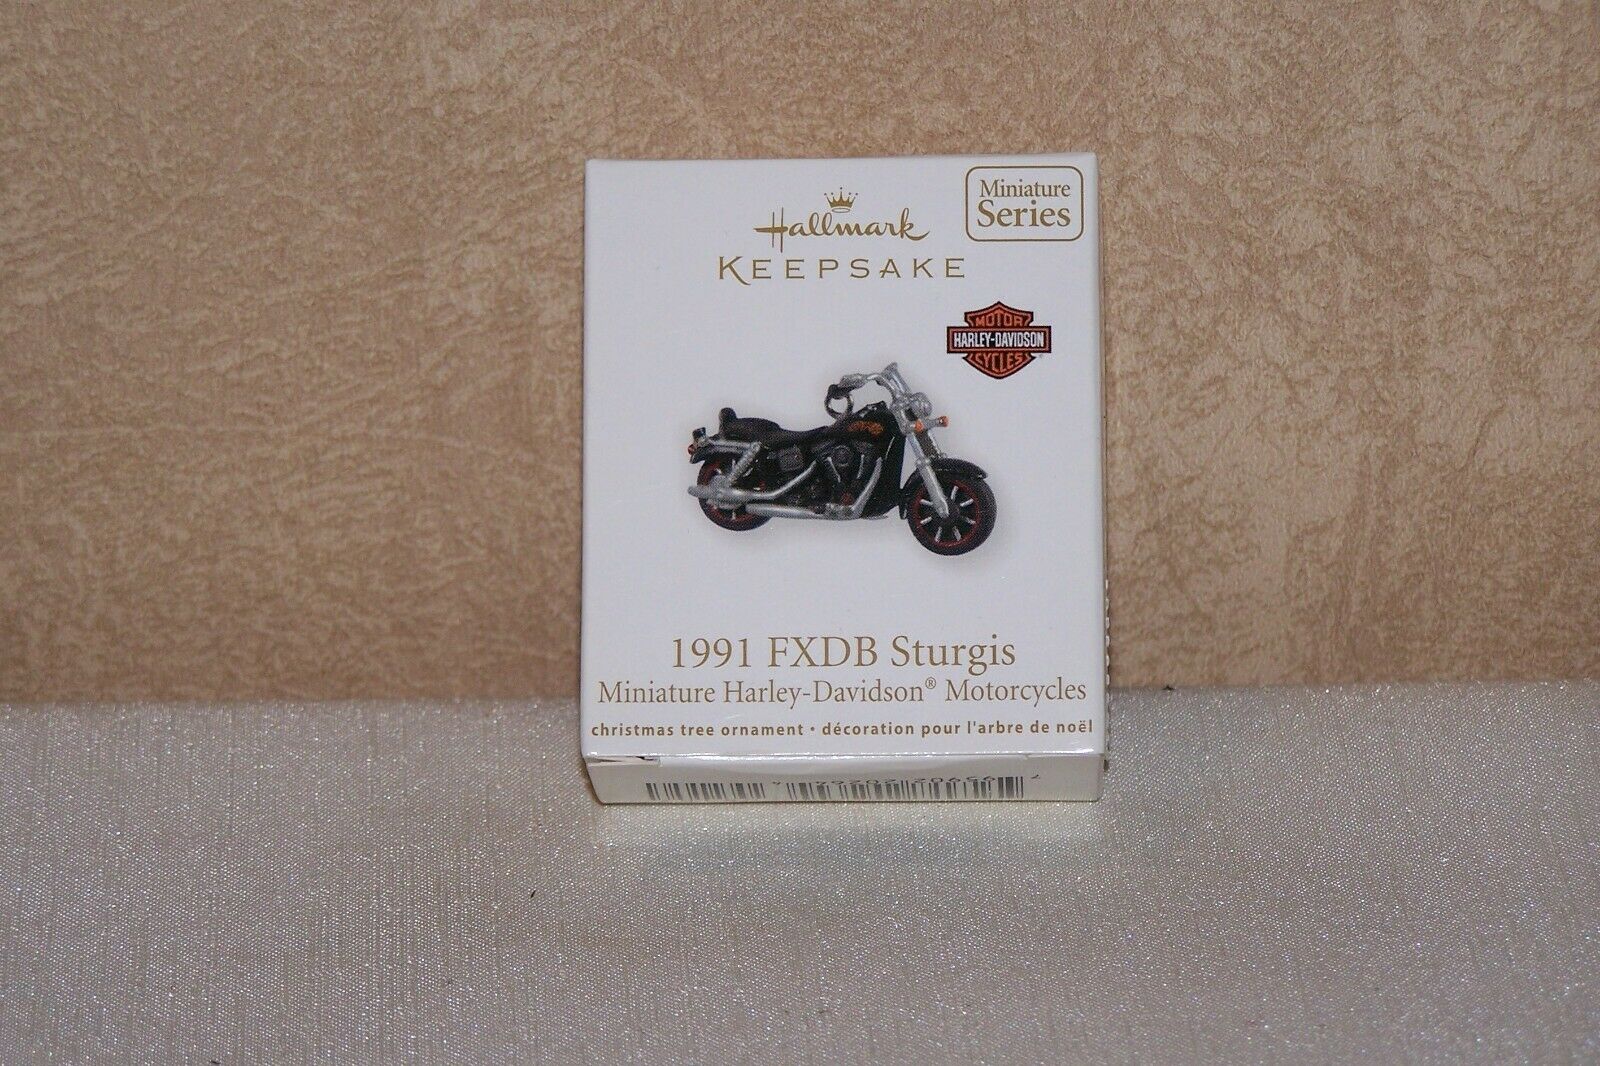 Miniature
Series
Hallmark
KEEPSAKE
MOTOR
HARLEY-DAVIDSON
CYCLES
1991 FXDB Sturgis
Miniature Harley-Davidson® Motorcycles
christmas tree ornament • décoration pour l'arbre de noël